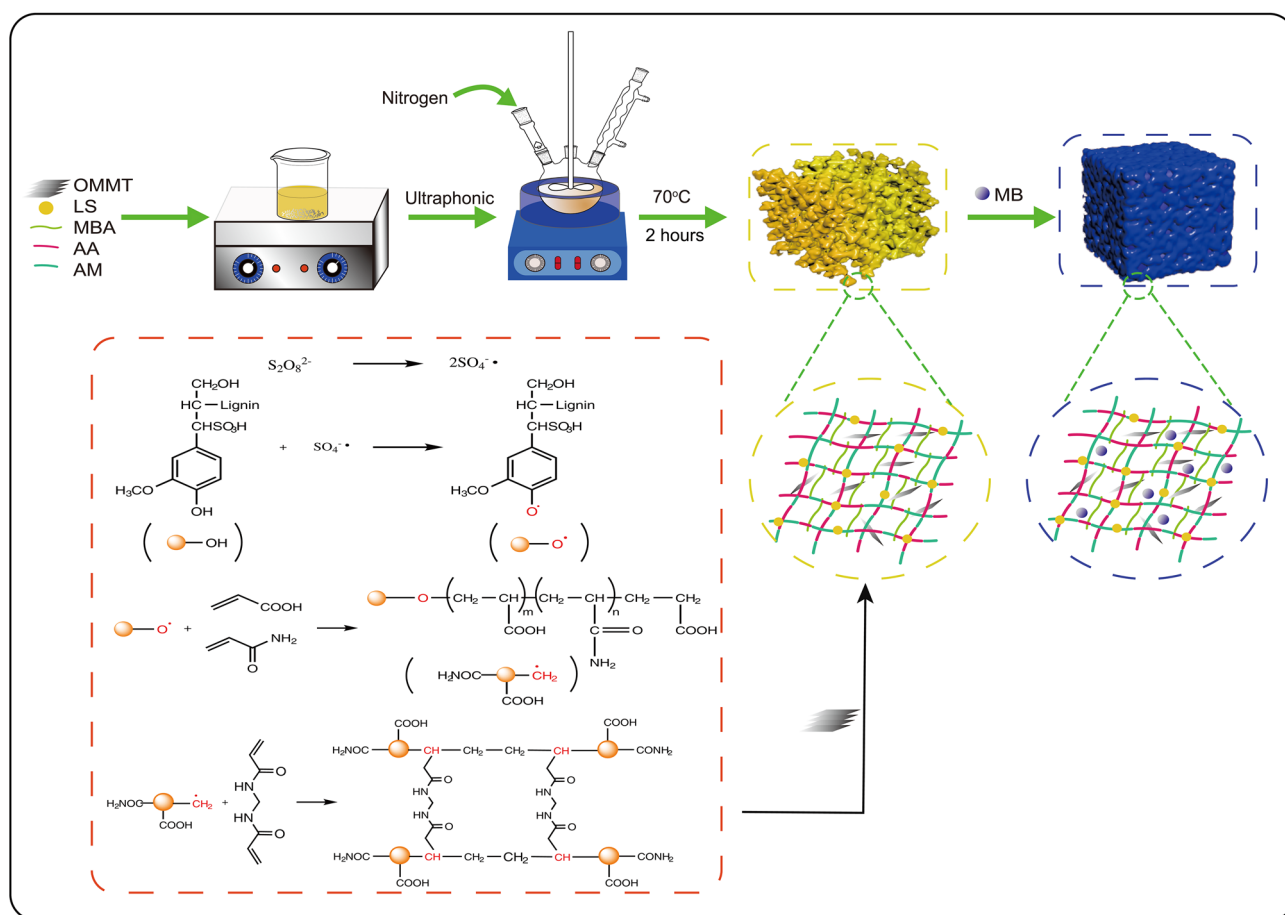 Nitrogen
OMMT
LS
MBA
AA
AM
Ultraphonic
70°C
2 hours
MB
S₂O₈²⁻
2SO₄⁻•
CH₂OH
HC—Lignin
CHSO₃H
+
SO₄⁻•
H₃CO
OH
CH₂OH
HC—Lignin
CHSO₃H
H₃CO
O•
( —OH )
( —O• )
—O•
+
COOH
NH₂
O
—O—(CH₂—CH)m(CH₂—CH)n—CH₂—CH₂
COOH
C=O
NH₂
COOH
( H₂NOC—CH₂• )
COOH
H₂NOC—CH₂•
COOH
+
O
HN
HN
O
COOH
COOH
H₂NOC—CH—CH₂—CH₂—CH—CONH₂
O
O
HN
HN
HN
HN
O
O
H₂NOC—CH—CH₂—CH₂—CH—CONH₂
COOH
COOH